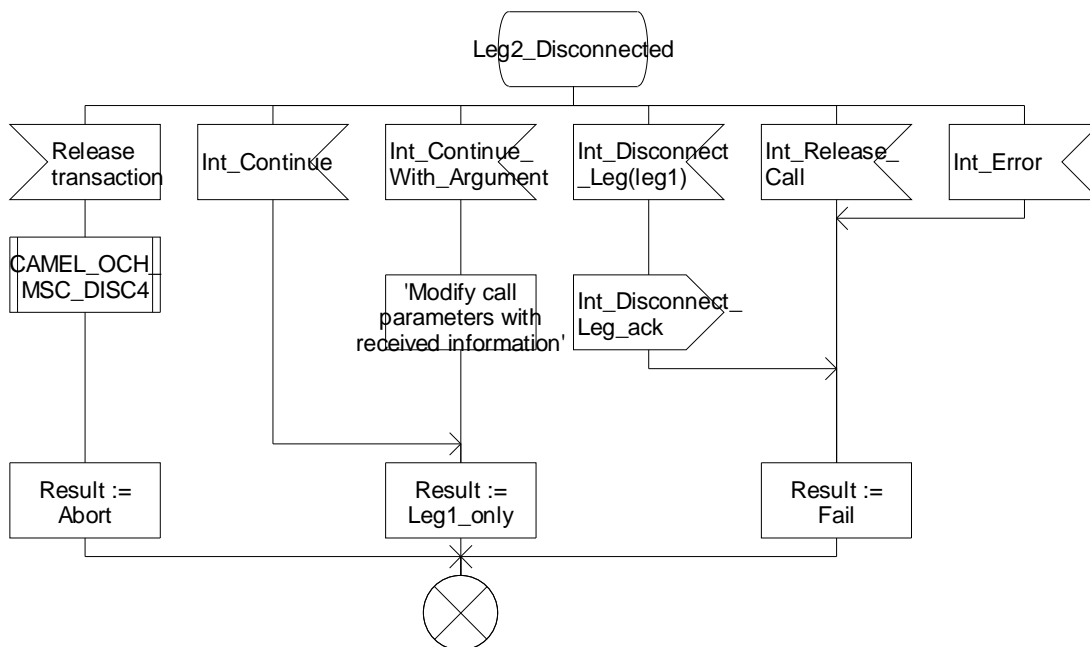 Leg2_Disconnected
Release
transaction
Int_Continue
Int_Continue_
With_Argument
Int_Disconnect
_Leg(leg1)
Int_Release_
Call
Int_Error
CAMEL_OCH_
MSC_DISC4
'Modify call
parameters with
received information'
Int_Disconnect_
Leg_ack
Result :=
Abort
Result :=
Leg1_only
Result :=
Fail